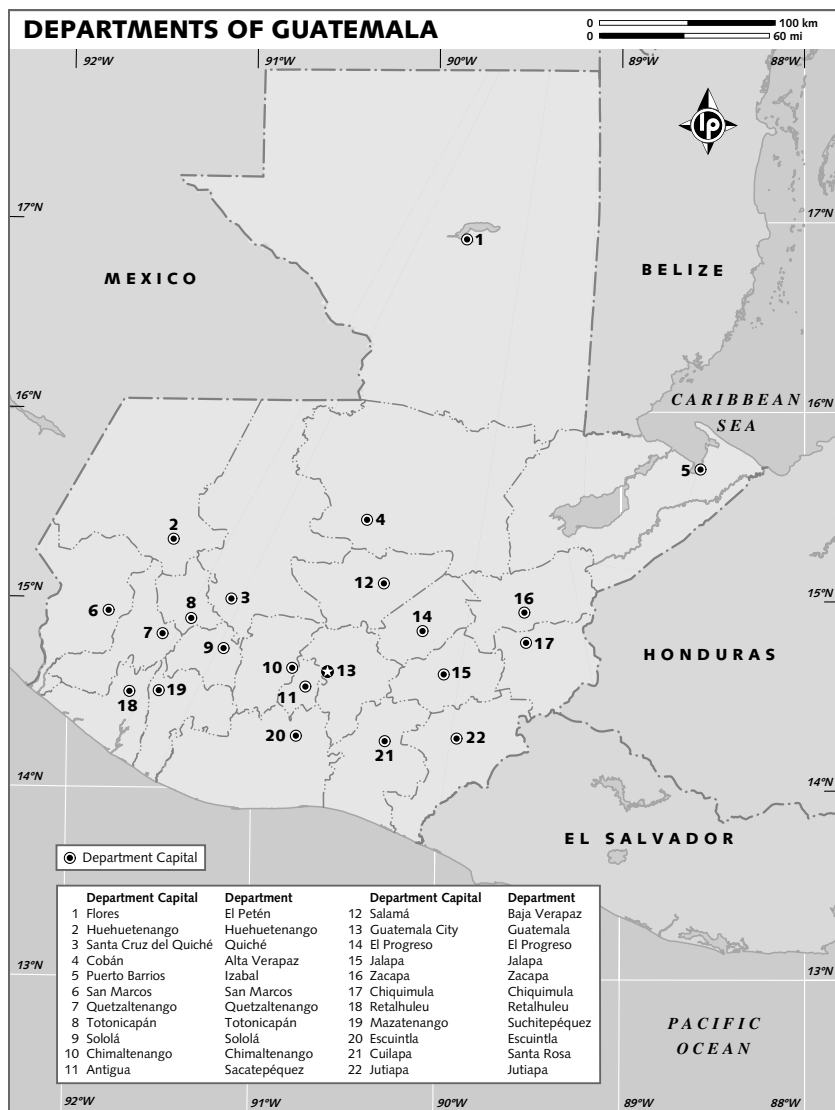 DEPARTMENTS OF GUATEMALA
0 100 km
0 60 mi
92°W 91°W 90°W 89°W 88°W
lp
17°N 17°N
1
MEXICO
BELIZE
16°N 16°N
CARIBBEAN
SEA
5
2
4
12
15°N 15°N
3
16
6
8
14
7
17
9
HONDURAS
10
13
15
11
18
19
20
22
21
14°N 14°N
EL SALVADOR
Department Capital
Department Capital Department Department Capital Department
1 Flores El Petén 12 Salamá Baja Verapaz
2 Huehuetenango Huehuetenango 13 Guatemala City Guatemala
3 Santa Cruz del Quiché Quiché 14 El Progreso El Progreso
4 Cobán Alta Verapaz 15 Jalapa Jalapa
5 Puerto Barrios Izabal 16 Zacapa Zacapa
6 San Marcos San Marcos 17 Chiquimula Chiquimula
7 Quetzaltenango Quetzaltenango 18 Retalhuleu Retalhuleu
8 Totonicapán Totonicapán 19 Mazatenango Suchitepéquez
9 Sololá Sololá 20 Escuintla Escuintla
10 Chimaltenango Chimaltenango 21 Cuilapa Santa Rosa
11 Antigua Sacatepéquez 22 Jutiapa Jutiapa
13°N 13°N
PACIFIC
OCEAN
92°W 91°W 90°W 89°W 88°W